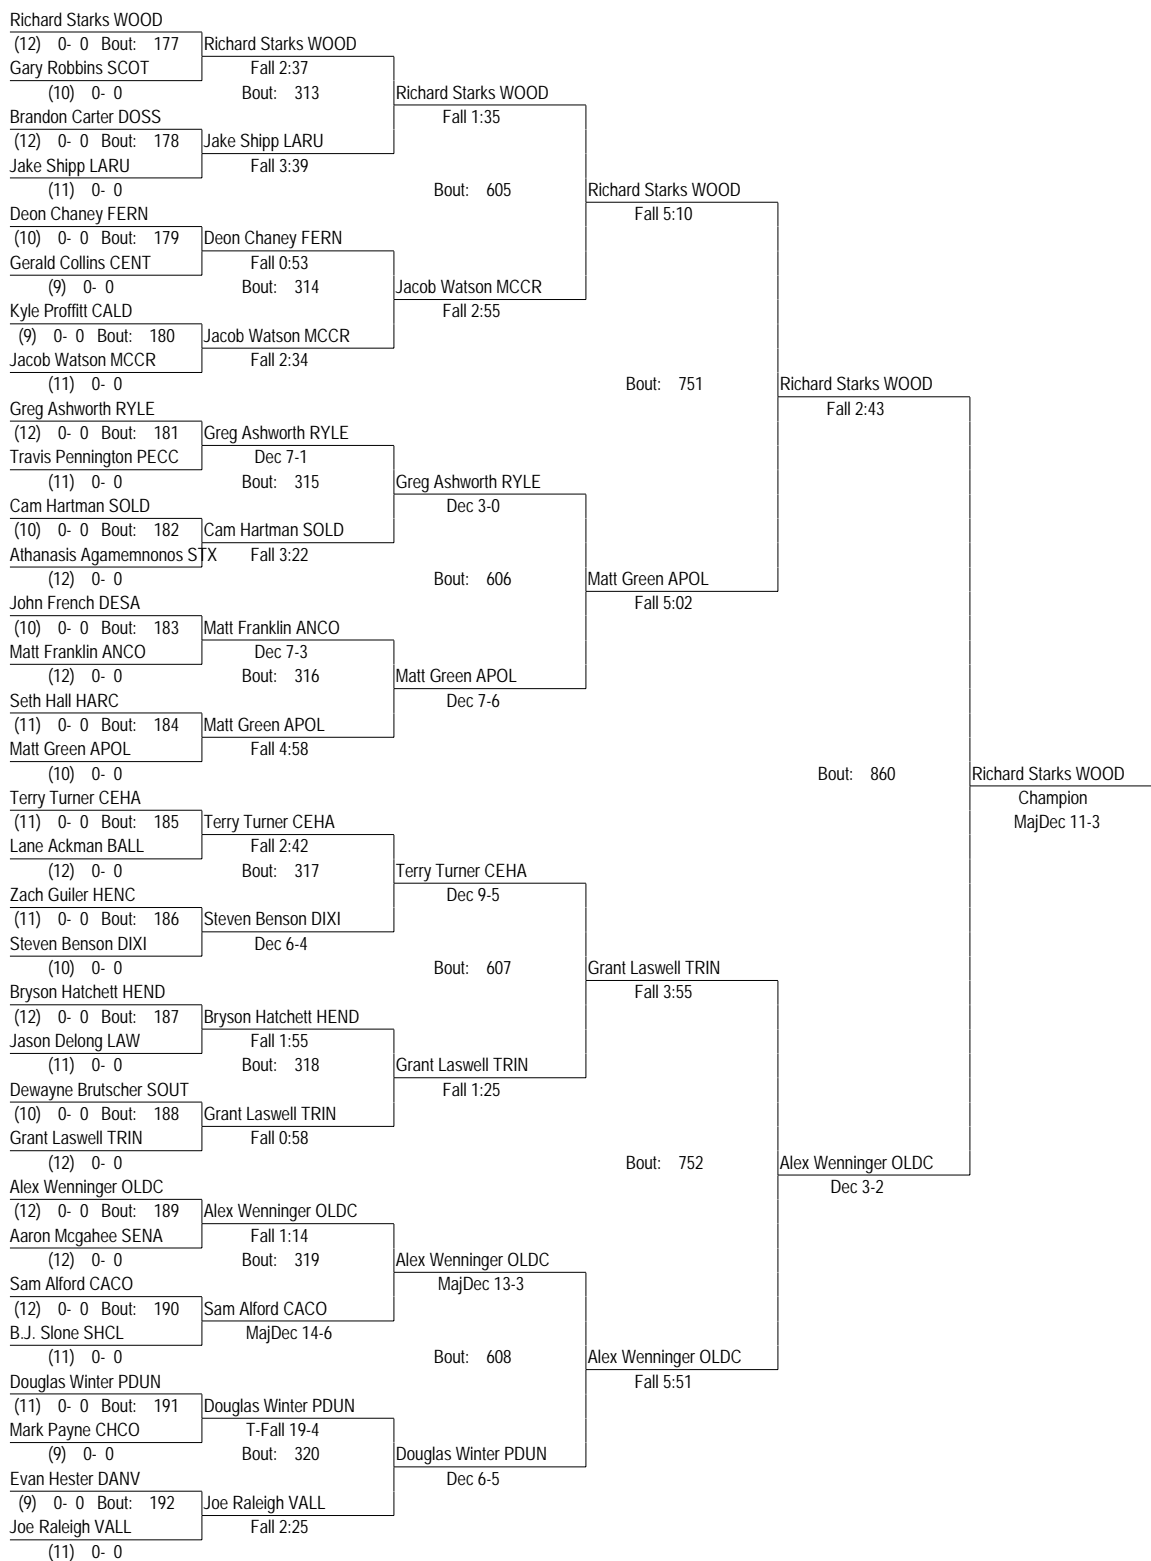 Richard Starks WOOD
(12) 0- 0 Bout: 177 Richard Starks WOOD
Gary Robbins SCOT Fall 2:37
(10) 0- 0 Bout: 313 Richard Starks WOOD
Brandon Carter DOSS Fall 1:35
(12) 0- 0 Bout: 178 Jake Shipp LARU
Jake Shipp LARU Fall 3:39
(11) 0- 0 Bout: 605 Richard Starks WOOD
Deon Chaney FERN Fall 5:10
(10) 0- 0 Bout: 179 Deon Chaney FERN
Gerald Collins CENT Fall 0:53
(9) 0- 0 Bout: 314 Jacob Watson MCCR
Kyle Proffitt CALD Fall 2:55
(9) 0- 0 Bout: 180 Jacob Watson MCCR
Jacob Watson MCCR Fall 2:34
(11) 0- 0 Bout: 751 Richard Starks WOOD
Greg Ashworth RYLE Fall 2:43
(12) 0- 0 Bout: 181 Greg Ashworth RYLE
Travis Pennington PECC Dec 7-1
(11) 0- 0 Bout: 315 Greg Ashworth RYLE
Cam Hartman SOLD Dec 3-0
(10) 0- 0 Bout: 182 Cam Hartman SOLD
Athanasis Agamemnonos STX Fall 3:22
(12) 0- 0 Bout: 606 Matt Green APOL
John French DESA Fall 5:02
(10) 0- 0 Bout: 183 Matt Franklin ANCO
Matt Franklin ANCO Dec 7-3
(12) 0- 0 Bout: 316 Matt Green APOL
Seth Hall HARC Dec 7-6
(11) 0- 0 Bout: 184 Matt Green APOL
Matt Green APOL Fall 4:58
(10) 0- 0 Bout: 860 Richard Starks WOOD
Terry Turner CEHA Champion
(11) 0- 0 Bout: 185 Terry Turner CEHA MajDec 11-3
Lane Ackman BALL Fall 2:42
(12) 0- 0 Bout: 317 Terry Turner CEHA
Zach Guiler HENC Dec 9-5
(11) 0- 0 Bout: 186 Steven Benson DIXI
Steven Benson DIXI Dec 6-4
(10) 0- 0 Bout: 607 Grant Laswell TRIN
Bryson Hatchett HEND Fall 3:55
(12) 0- 0 Bout: 187 Bryson Hatchett HEND
Jason Delong LAW Fall 1:55
(11) 0- 0 Bout: 318 Grant Laswell TRIN
Dewayne Brutscher SOUT Fall 1:25
(10) 0- 0 Bout: 188 Grant Laswell TRIN
Grant Laswell TRIN Fall 0:58
(12) 0- 0 Bout: 752 Alex Wenninger OLDC
Alex Wenninger OLDC Dec 3-2
(12) 0- 0 Bout: 189 Alex Wenninger OLDC
Aaron Mcgahee SENA Fall 1:14
(12) 0- 0 Bout: 319 Alex Wenninger OLDC
Sam Alford CACO MajDec 13-3
(12) 0- 0 Bout: 190 Sam Alford CACO
B.J. Slone SHCL MajDec 14-6
(11) 0- 0 Bout: 608 Alex Wenninger OLDC
Douglas Winter PDUN Fall 5:51
(11) 0- 0 Bout: 191 Douglas Winter PDUN
Mark Payne CHCO T-Fall 19-4
(9) 0- 0 Bout: 320 Douglas Winter PDUN
Evan Hester DANV Dec 6-5
(9) 0- 0 Bout: 192 Joe Raleigh VALL
Joe Raleigh VALL Fall 2:25
(11) 0- 0